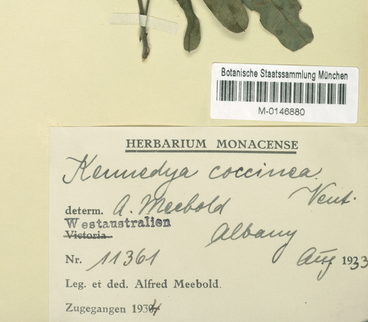 Botanische Staatssammlung München
M-0146880
HERBARIUM MONACENSE
Kennedya coccinea
Vent.
determ. A. Meebold
Westaustralien
Victoria
Albany
Nr. 11361 Aug 1933
Leg. et ded. Alfred Meebold.
Zugegangen 1934